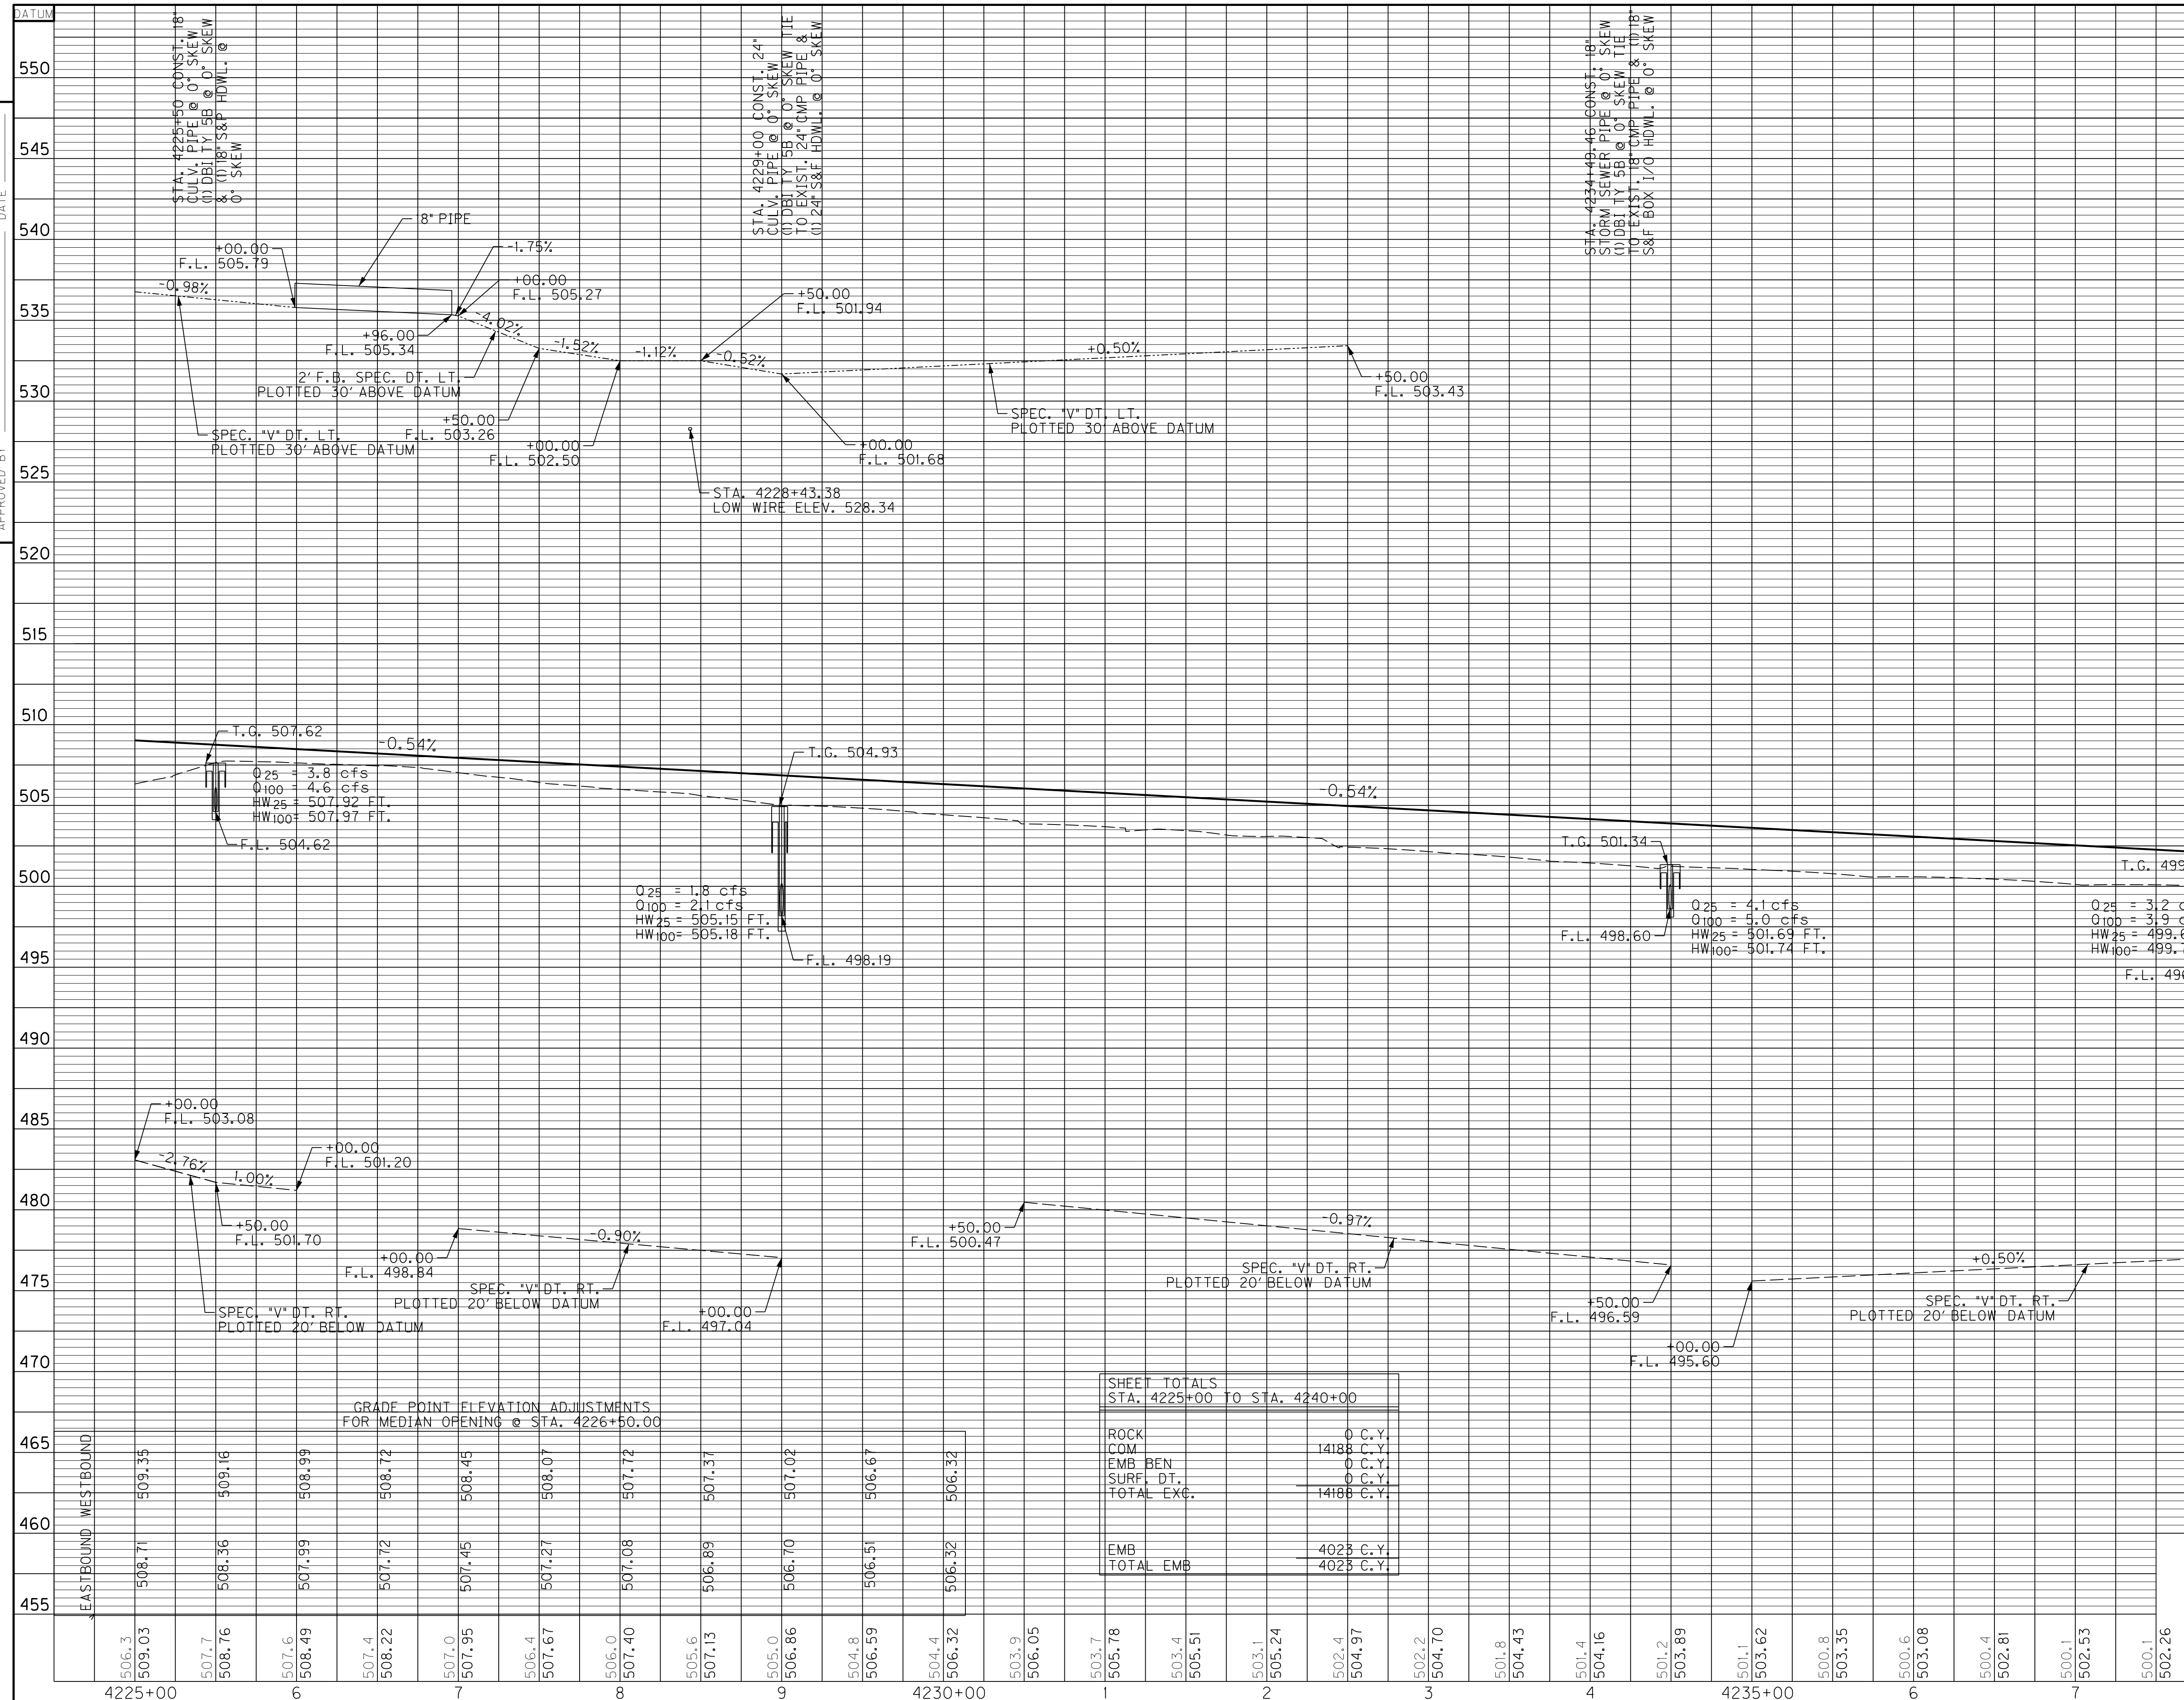 DATUM
DATE
APPROVED BY
550
545
540
535
530
525
520
515
510
505
500
495
490
485
480
475
470
465
460
455
STA. 4225+50 CONST. 18"
CULV. PIPE @ 0° SKEW
(1) DBI TY 5B @ 0° SKEW
& (1) 18" S&P HDWL. @
0° SKEW
STA. 4229+00 CONST. 24"
CULV. PIPE @ 0° SKEW
(1) DBI TY 5B @ 0° SKEW TIE
TO EXIST. 24" CMP PIPE &
(1) 24" S&F HDWL. @ 0° SKEW
STA. 4234+49.46 CONST. 18"
STORM SEWER PIPE @ 0° SKEW
(1) DBI TY 5B @ 0° SKEW TIE
TO EXIST. 18" CMP PIPE & (1) 18"
S&F BOX I/O HDWL. @ 0° SKEW
18" PIPE
+00.00
F.L. 505.79
-1.75%
+00.00
F.L. 505.27
-0.98%
+50.00
F.L. 501.94
-4.02%
+96.00
F.L. 505.34
-1.52%
-1.12%
-0.52%
+0.50%
2' F.B. SPEC. DT. LT.
PLOTTED 30' ABOVE DATUM
+50.00
F.L. 503.43
+50.00
F.L. 503.26
SPEC. "V" DT. LT.
PLOTTED 30' ABOVE DATUM
SPEC. "V" DT. LT.
PLOTTED 30' ABOVE DATUM
+00.00
F.L. 502.50
+00.00
F.L. 501.68
STA. 4228+43.38
LOW WIRE ELEV. 528.34
T.G. 507.62
-0.54%
T.G. 504.93
Q25 = 3.8 cfs
Q100 = 4.6 cfs
HW25 = 507.92 FT.
HW100= 507.97 FT.
F.L. 504.62
-0.54%
T.G. 501.34
T.G. 499
Q25 = 1.8 cfs
Q100 = 2.1 cfs
HW25 = 505.15 FT.
HW100= 505.18 FT.
F.L. 498.19
F.L. 498.60
Q25 = 4.1 cfs
Q100 = 5.0 cfs
HW25 = 501.69 FT.
HW100= 501.74 FT.
Q25 = 3.2 c
Q100 = 3.9 c
HW25 = 499.6
HW100= 499.
F.L. 496
+00.00
F.L. 503.08
-2.76%
1.00%
+00.00
F.L. 501.20
+50.00
F.L. 501.70
+00.00
F.L. 498.84
-0.90%
+50.00
F.L. 500.47
-0.97%
+0.50%
SPEC. "V" DT. RT.
PLOTTED 20' BELOW DATUM
SPEC. "V" DT. RT.
PLOTTED 20' BELOW DATUM
+00.00
F.L. 497.04
SPEC. "V" DT. RT.
PLOTTED 20' BELOW DATUM
+50.00
F.L. 496.59
SPEC. "V" DT. RT.
PLOTTED 20' BELOW DATUM
+00.00
F.L. 495.60
GRADE POINT ELEVATION ADJUSTMENTS
FOR MEDIAN OPENING @ STA. 4226+50.00
WESTBOUND 509.35 509.16 508.99 508.72 508.45 508.07 507.72 507.37 507.02 506.67 506.32
EASTBOUND 508.71 508.36 507.99 507.72 507.45 507.27 507.08 506.89 506.70 506.51 506.32
SHEET TOTALS
STA. 4225+00 TO STA. 4240+00
ROCK 0 C.Y.
COM 14188 C.Y.
EMB BEN 0 C.Y.
SURF. DT. 0 C.Y.
TOTAL EXC. 14188 C.Y.
EMB 4023 C.Y.
TOTAL EMB 4023 C.Y.
506.3 507.7 507.6 507.4 507.0 506.4 506.0 505.6 505.0 504.8 504.4 503.9 503.7 503.4 503.1 502.4 502.2 501.8 501.4 501.2 501.1 500.8 500.6 500.4 500.1 500.1
509.03 508.76 508.49 508.22 507.95 507.67 507.40 507.13 506.86 506.59 506.32 506.05 505.78 505.51 505.24 504.97 504.70 504.43 504.16 503.89 503.62 503.35 503.08 502.81 502.53 502.26
4225+00 6 7 8 9 4230+00 1 2 3 4 4235+00 6 7